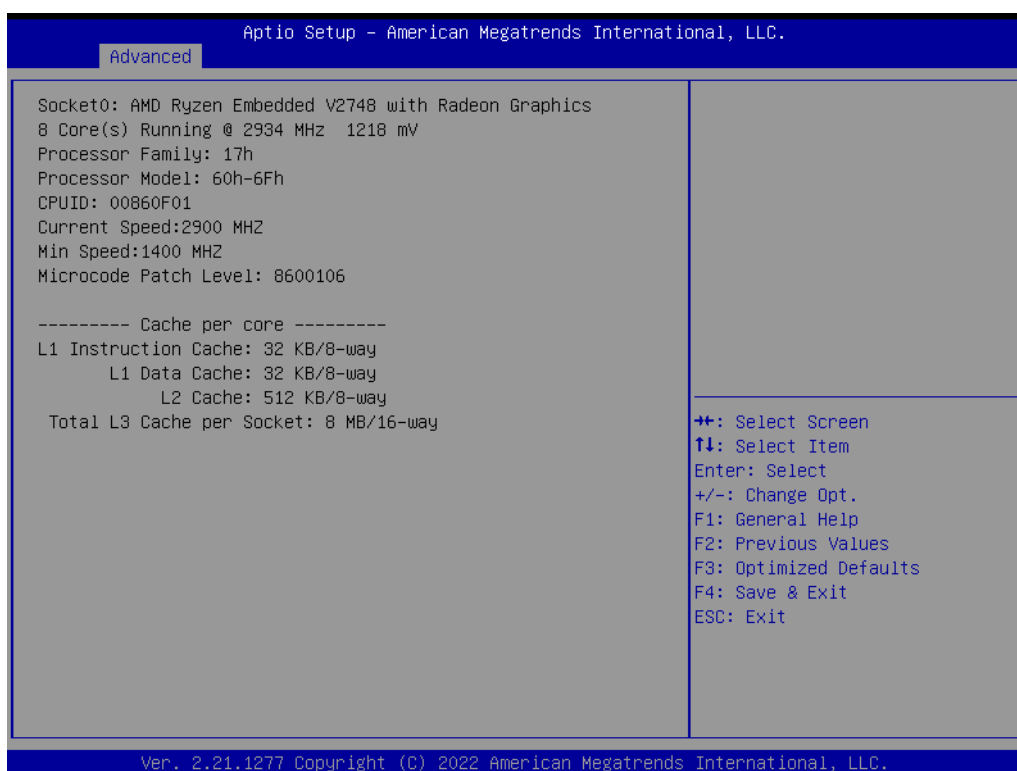 Aptio Setup – American Megatrends International, LLC.
Advanced
Socket0: AMD Ryzen Embedded V2748 with Radeon Graphics
8 Core(s) Running @ 2934 MHz  1218 mV
Processor Family: 17h
Processor Model: 60h-6Fh
CPUID: 00860F01
Current Speed:2900 MHZ
Min Speed:1400 MHZ
Microcode Patch Level: 8600106
--------- Cache per core ---------
L1 Instruction Cache: 32 KB/8-way
L1 Data Cache: 32 KB/8-way
L2 Cache: 512 KB/8-way
Total L3 Cache per Socket: 8 MB/16-way
→←: Select Screen
↑↓: Select Item
Enter: Select
+/-: Change Opt.
F1: General Help
F2: Previous Values
F3: Optimized Defaults
F4: Save & Exit
ESC: Exit
Ver. 2.21.1277 Copyright (C) 2022 American Megatrends International, LLC.